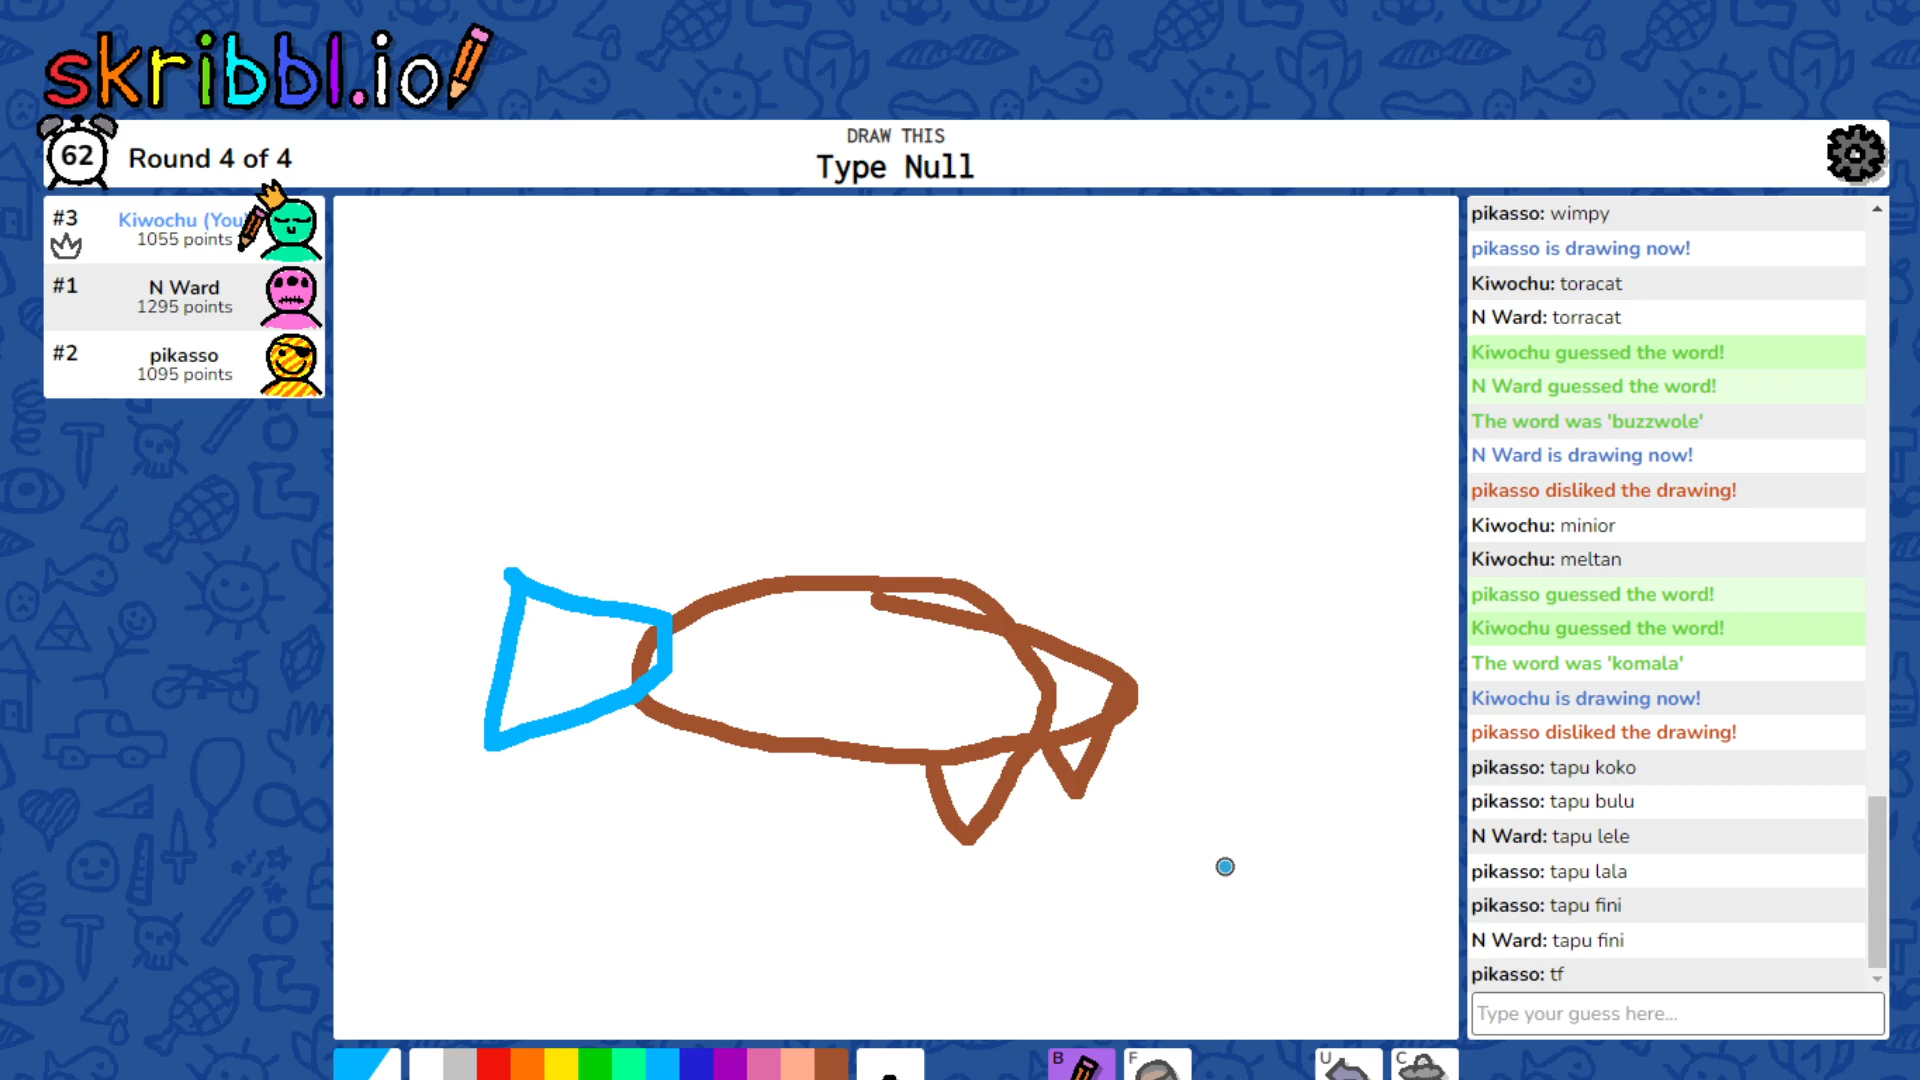 skribbl.io
62
Round 4 of 4
DRAW THIS
Type Null
#3
Kiwochu (You
1055 points
#1
N Ward
1295 points
#2
pikasso
1095 points
pikasso: wimpy
pikasso is drawing now!
Kiwochu: toracat
N Ward: torracat
Kiwochu guessed the word!
N Ward guessed the word!
The word was 'buzzwole'
N Ward is drawing now!
pikasso disliked the drawing!
Kiwochu: minior
Kiwochu: meltan
pikasso guessed the word!
Kiwochu guessed the word!
The word was 'komala'
Kiwochu is drawing now!
pikasso disliked the drawing!
pikasso: tapu koko
pikasso: tapu bulu
N Ward: tapu lele
pikasso: tapu lala
pikasso: tapu fini
N Ward: tapu fini
pikasso: tf
Type your guess here...
B
F
U
C